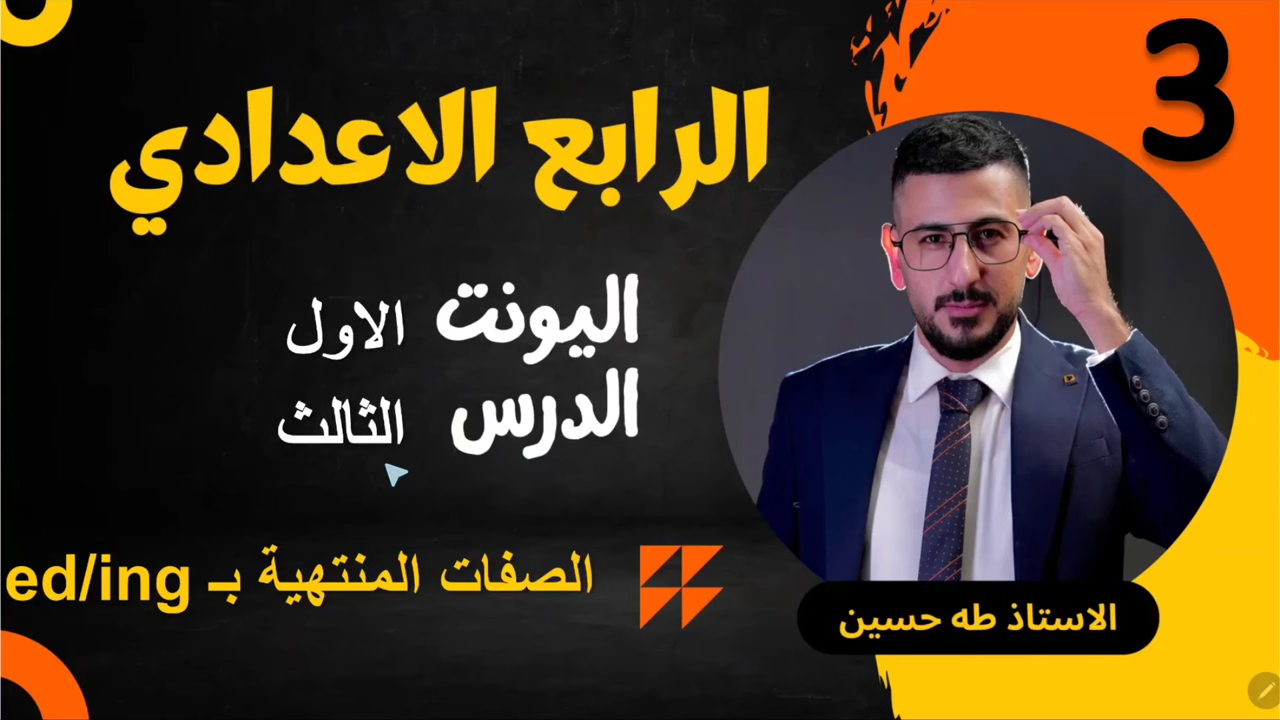 3
الرابع الاعدادي
اليونت الاول
الدرس الثالث
الصفات المنتهية بـ ed/ing
الاستاذ طه حسين